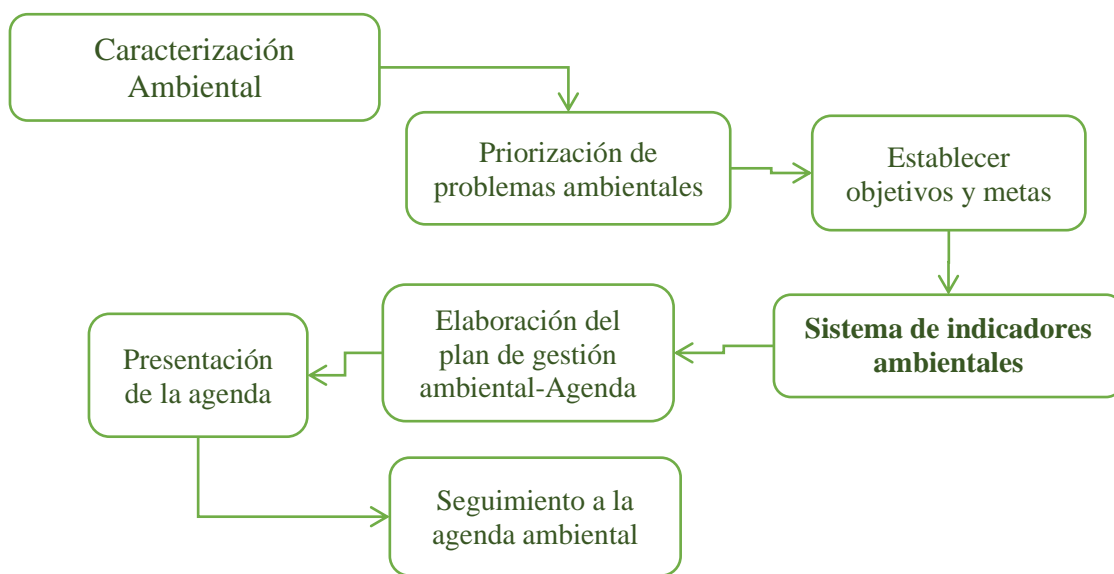 Caracterización
Ambiental
Priorización de
problemas ambientales
Establecer
objetivos y metas
Sistema de indicadores
ambientales
Elaboración del
plan de gestión
ambiental-Agenda
Presentación
de la agenda
Seguimiento a la
agenda ambiental